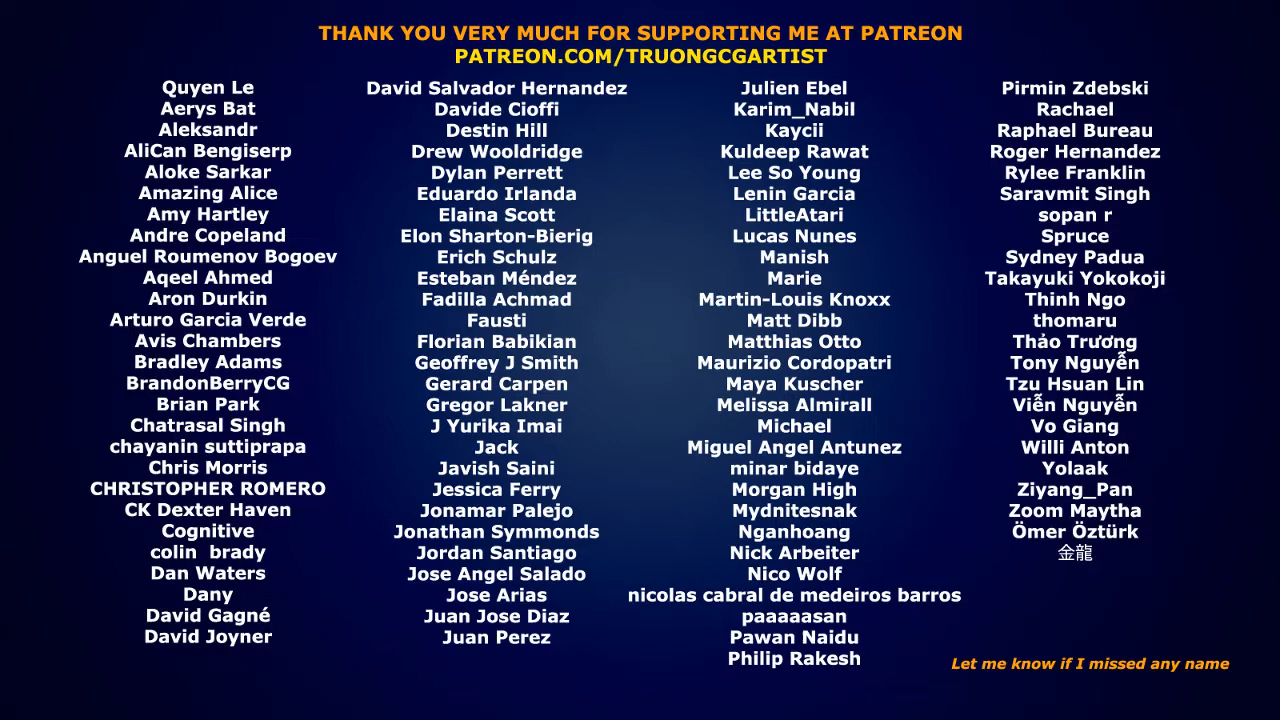 THANK YOU VERY MUCH FOR SUPPORTING ME AT PATREON
PATREON.COM/TRUONGCGARTIST
Quyen Le
Aerys Bat
Aleksandr
AliCan Bengiserp
Aloke Sarkar
Amazing Alice
Amy Hartley
Andre Copeland
Anguel Roumenov Bogoev
Aqeel Ahmed
Aron Durkin
Arturo Garcia Verde
Avis Chambers
Bradley Adams
BrandonBerryCG
Brian Park
Chatrasal Singh
chayanin suttiprapa
Chris Morris
CHRISTOPHER ROMERO
CK Dexter Haven
Cognitive
colin  brady
Dan Waters
Dany
David Gagné
David Joyner
David Salvador Hernandez
Davide Cioffi
Destin Hill
Drew Wooldridge
Dylan Perrett
Eduardo Irlanda
Elaina Scott
Elon Sharton-Bierig
Erich Schulz
Esteban Méndez
Fadilla Achmad
Fausti
Florian Babikian
Geoffrey J Smith
Gerard Carpen
Gregor Lakner
J Yurika Imai
Jack
Javish Saini
Jessica Ferry
Jonamar Palejo
Jonathan Symmonds
Jordan Santiago
Jose Angel Salado
Jose Arias
Juan Jose Diaz
Juan Perez
Julien Ebel
Karim_Nabil
Kaycii
Kuldeep Rawat
Lee So Young
Lenin Garcia
LittleAtari
Lucas Nunes
Manish
Marie
Martin-Louis Knoxx
Matt Dibb
Matthias Otto
Maurizio Cordopatri
Maya Kuscher
Melissa Almirall
Michael
Miguel Angel Antunez
minar bidaye
Morgan High
Mydnitesnak
Nganhoang
Nick Arbeiter
Nico Wolf
nicolas cabral de medeiros barros
paaaaasan
Pawan Naidu
Philip Rakesh
Pirmin Zdebski
Rachael
Raphael Bureau
Roger Hernandez
Rylee Franklin
Saravmit Singh
sopan r
Spruce
Sydney Padua
Takayuki Yokokoji
Thinh Ngo
thomaru
Thảo Trương
Tony Nguyễn
Tzu Hsuan Lin
Viễn Nguyễn
Vo Giang
Willi Anton
Yolaak
Ziyang_Pan
Zoom Maytha
Ömer Öztürk
金龍
Let me know if I missed any name